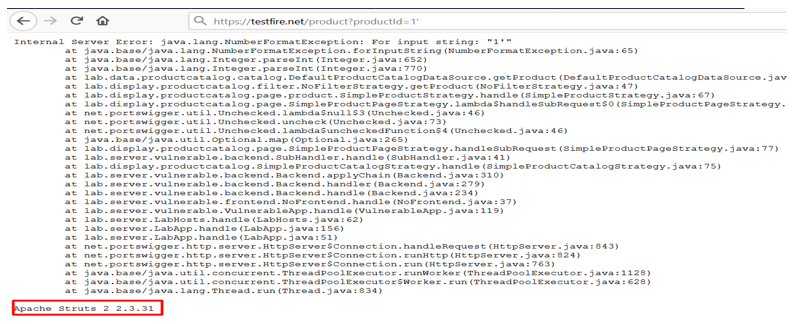 https://testfire.net/product?productId=1'
Internal Server Error: java.lang.NumberFormatException: For input string: "1'"
at java.base/java.lang.NumberFormatException.forInputString(NumberFormatException.java:65)
at java.base/java.lang.Integer.parseInt(Integer.java:652)
at java.base/java.lang.Integer.parseInt(Integer.java:770)
at lab.data.productcatalog.catalog.DefaultProductCatalogDataSource.getProduct(DefaultProductCatalogDataSource.jav
at lab.display.productcatalog.filter.NoFilterStrategy.getProduct(NoFilterStrategy.java:47)
at lab.display.productcatalog.page.product.SimpleProductStrategy.handle(SimpleProductStrategy.java:67)
at lab.display.productcatalog.page.SimpleProductPageStrategy.lambda$handleSubRequest$0(SimpleProductPageStrategy.
at net.portswigger.util.Unchecked.lambda$null$3(Unchecked.java:46)
at net.portswigger.util.Unchecked.uncheck(Unchecked.java:73)
at net.portswigger.util.Unchecked.lambda$uncheckedFunction$4(Unchecked.java:46)
at java.base/java.util.Optional.map(Optional.java:265)
at lab.display.productcatalog.page.SimpleProductPageStrategy.handleSubRequest(SimpleProductPageStrategy.java:77)
at lab.server.vulnerable.backend.SubHandler.handle(SubHandler.java:41)
at lab.display.productcatalog.SimpleProductCatalogStrategy.handle(SimpleProductCatalogStrategy.java:75)
at lab.server.vulnerable.backend.Backend.applyChain(Backend.java:310)
at lab.server.vulnerable.backend.Backend.handler(Backend.java:279)
at lab.server.vulnerable.backend.Backend.handle(Backend.java:234)
at lab.server.vulnerable.frontend.NoFrontend.handle(NoFrontend.java:37)
at lab.server.vulnerable.VulnerableApp.handle(VulnerableApp.java:119)
at lab.server.LabHosts.handle(LabHosts.java:62)
at lab.server.LabApp.handle(LabApp.java:156)
at lab.server.LabApp.handle(LabApp.java:51)
at net.portswigger.http.server.HttpServer$Connection.handleRequest(HttpServer.java:843)
at net.portswigger.http.server.HttpServer$Connection.runHttp(HttpServer.java:824)
at net.portswigger.http.server.HttpServer$Connection.run(HttpServer.java:763)
at java.base/java.util.concurrent.ThreadPoolExecutor.runWorker(ThreadPoolExecutor.java:1128)
at java.base/java.util.concurrent.ThreadPoolExecutor$Worker.run(ThreadPoolExecutor.java:628)
at java.base/java.lang.Thread.run(Thread.java:834)
Apache Struts 2 2.3.31